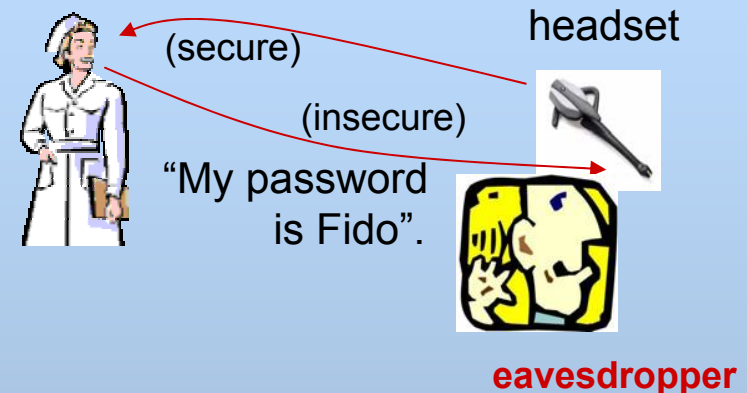 headset
(secure)
(insecure)
“My password
is Fido”.
eavesdropper